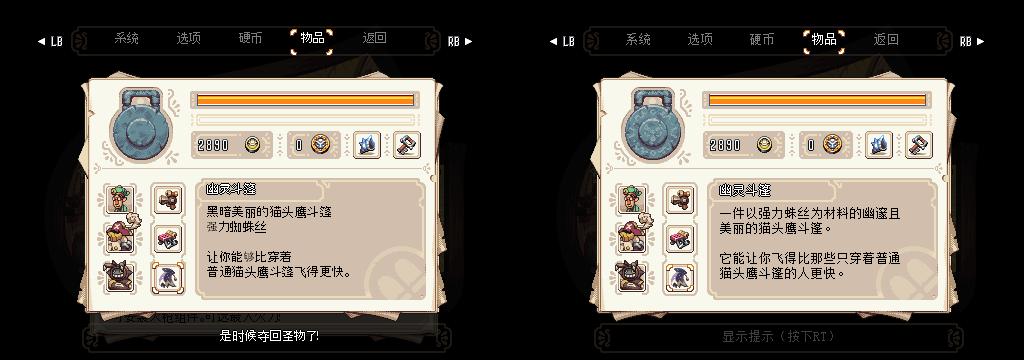 LB 系统 选项 硬币 物品 返回 RB
2890 0
幽灵斗篷
黑暗美丽的猫头鹰斗篷
强力蜘蛛丝
让你能够比穿着
普通猫头鹰斗篷飞得更快。
是时候夺回圣物了!
LB 系统 选项 硬币 物品 返回 RB
2890 0
幽灵斗篷
一件以强力蛛丝为材料的幽邃且
美丽的猫头鹰斗篷。
它能让你飞得比那些只穿着普通
猫头鹰斗篷的人更快。
显示提示（按下RT）